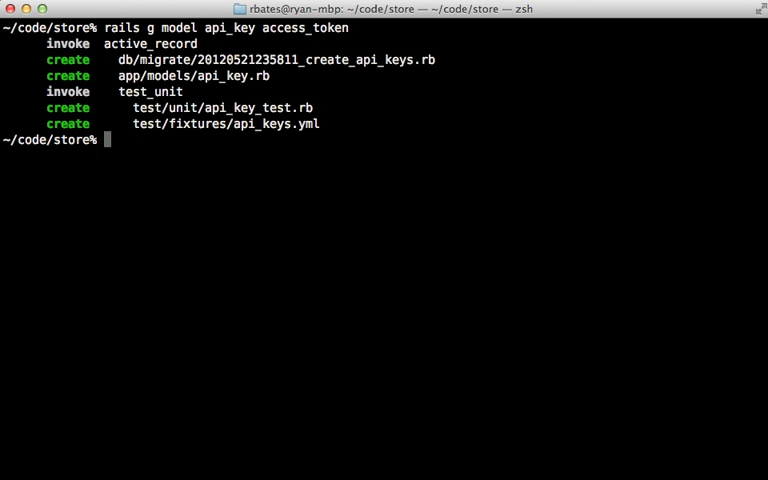 rbates@ryan-mbp: ~/code/store — ~/code/store — zsh
~/code/store% rails g model api_key access_token
invoke active_record
create db/migrate/20120521235811_create_api_keys.rb
create app/models/api_key.rb
invoke test_unit
create test/unit/api_key_test.rb
create test/fixtures/api_keys.yml
~/code/store%